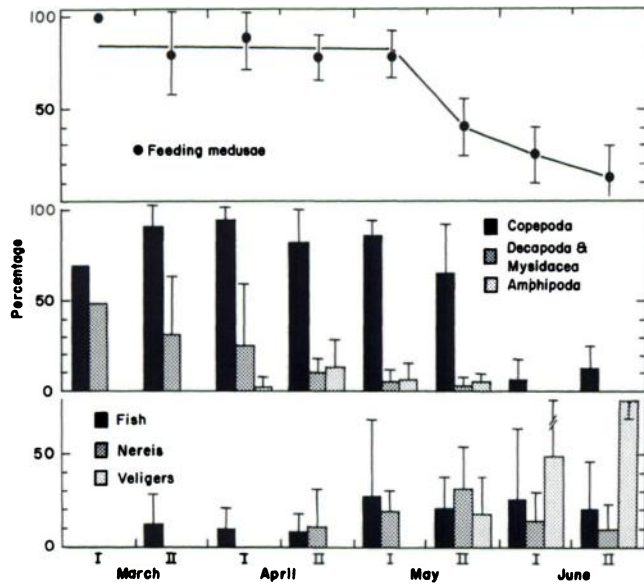 100
50
Feeding medusae
100
Copepoda
Decapoda &
Mysidacea
Amphipoda
50
0
Percentage
Fish
Nereis
Veligers
50
0
I II I II I II I II
March April May June